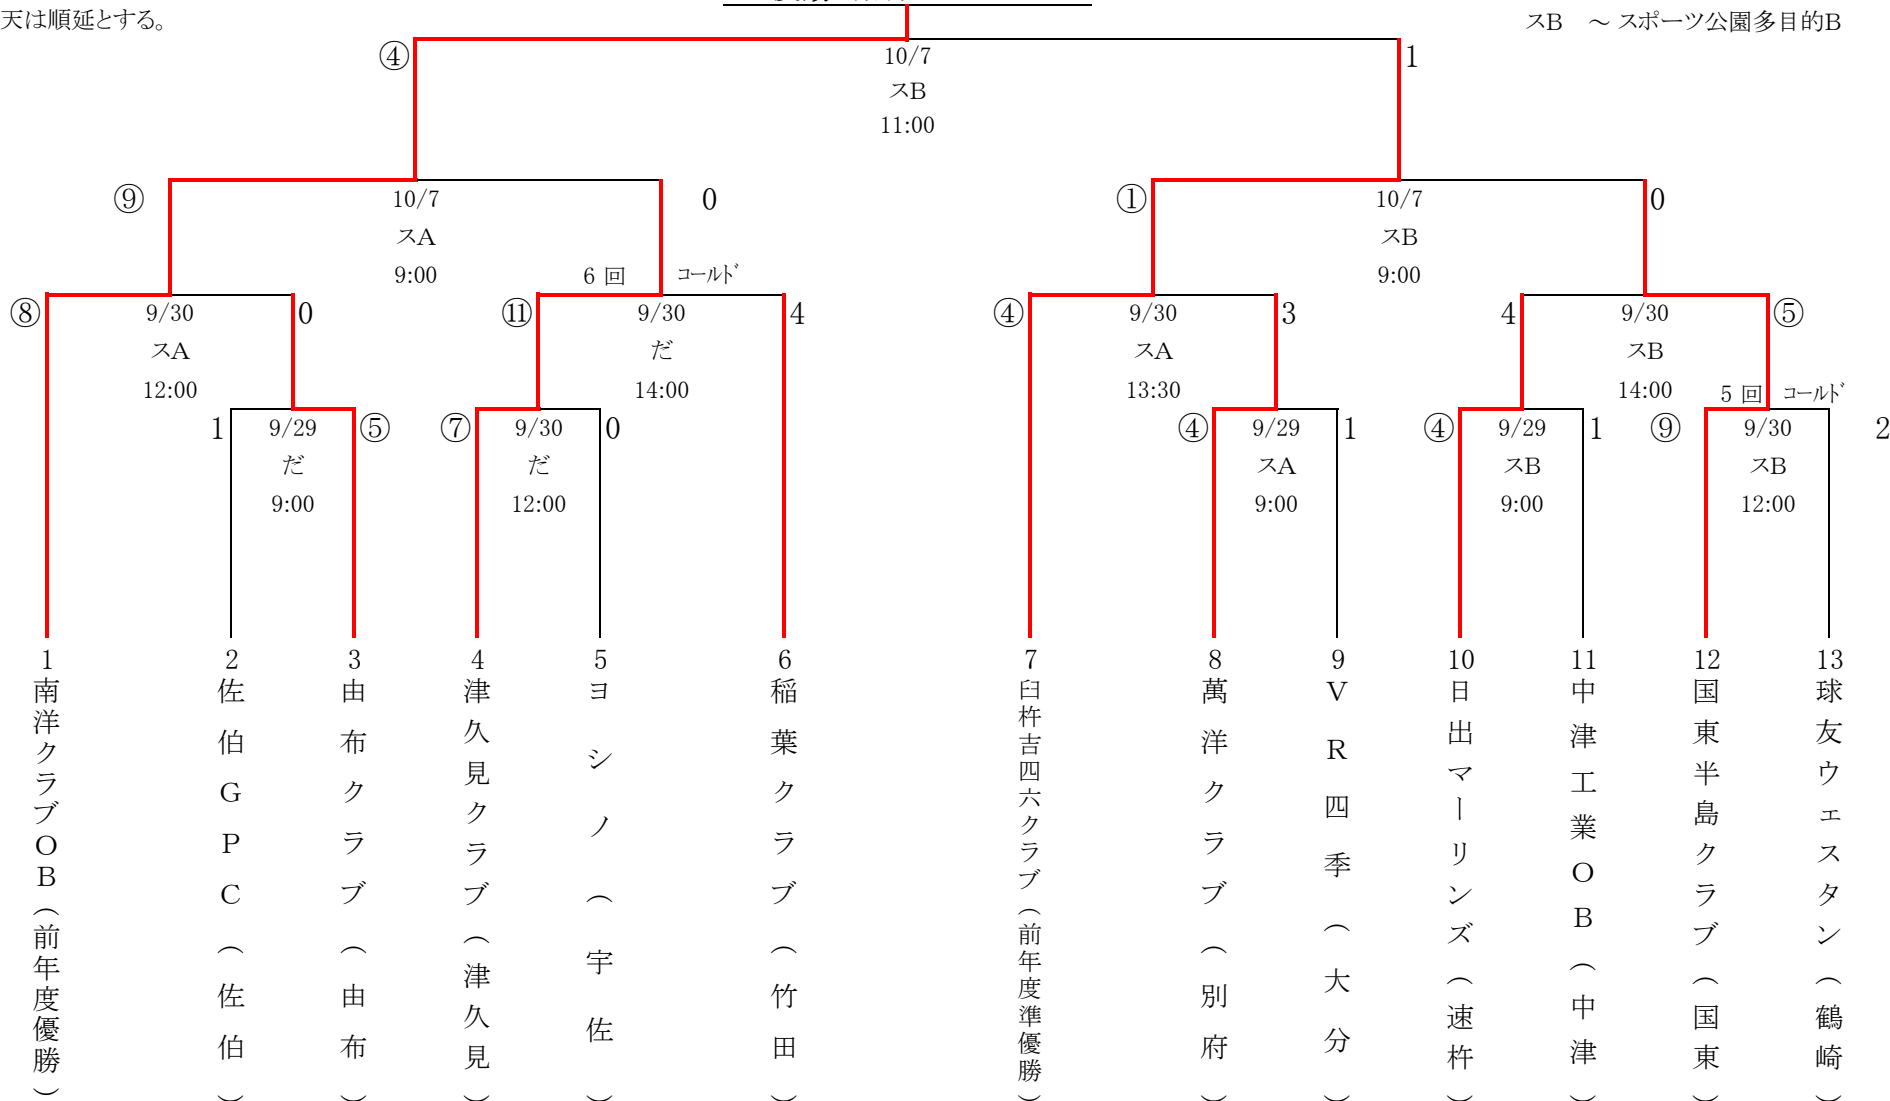 天は順延とする。
スB ～ スポーツ公園多目的B
④ 10/7 1
スB
11:00
⑨ 10/7 0
スA
9:00
① 10/7 0
スB
9:00
6 回 コールド
⑧ 9/30 0
スA
12:00
⑪ 9/30 4
だ
14:00
④ 9/30 3
スA
13:30
4 9/30 ⑤
スB
14:00
5 回 コールド
1 9/29 ⑤
だ
9:00
⑦ 9/30 0
だ
12:00
④ 9/29 1
スA
9:00
④ 9/29 1
スB
9:00
⑨ 9/30 2
スB
12:00
1
南洋クラブOB（前年度優勝）
2
佐伯GPC（佐伯）
3
由布クラブ（由布）
4
津久見クラブ（津久見）
5
ヨシノ（宇佐）
6
稲葉クラブ（竹田）
7
臼杵吉四六クラブ（前年度準優勝）
8
萬洋クラブ（別府）
9
VR四季（大分）
10
日出マーリンズ（速杵）
11
中津工業OB（中津）
12
国東半島クラブ（国東）
13
球友ウェスタン（鶴崎）